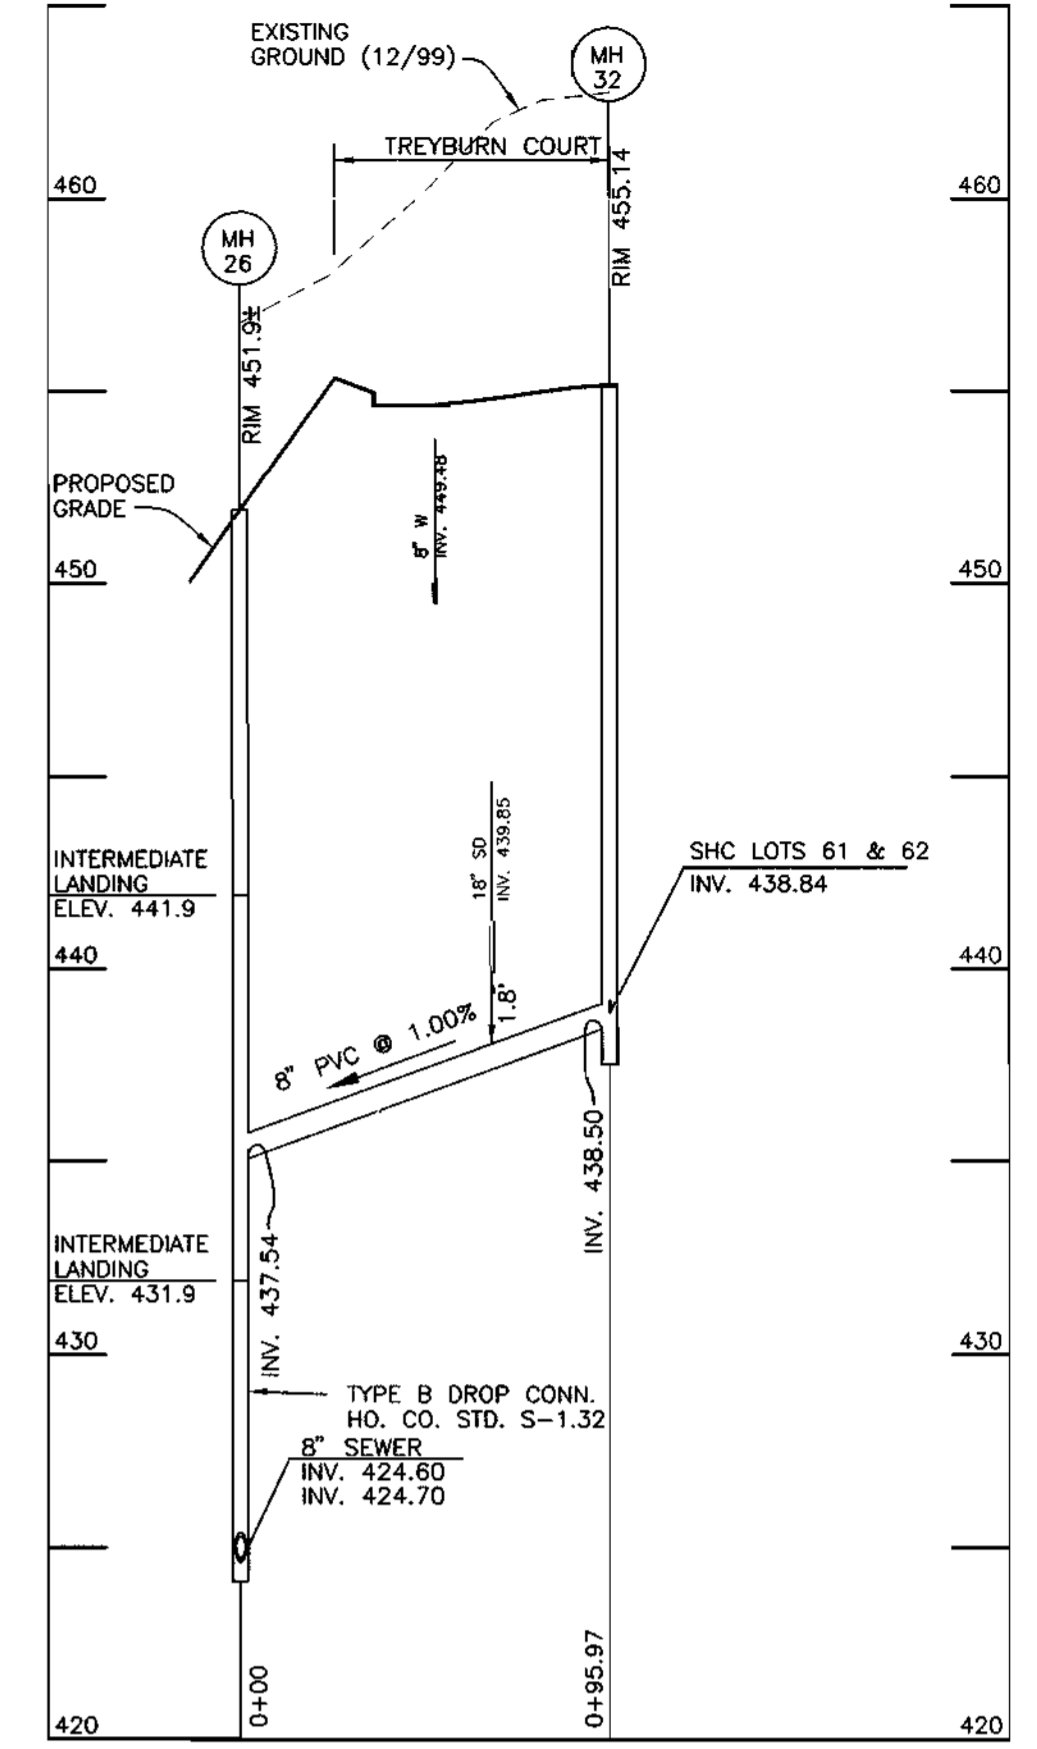 EXISTING
GROUND (12/99)
MH
32
TREYBURN COURT
460
460
RIM 455.14
MH
26
RIM 451.9±
PROPOSED
GRADE
8" W
INV. 449.48
450
450
INTERMEDIATE
LANDING
ELEV. 441.9
18" SD
INV. 439.85
SHC LOTS 61 & 62
INV. 438.84
440
440
1.8'
8" PVC @ 1.00%
INV. 438.50
INTERMEDIATE
LANDING
ELEV. 431.9
INV. 437.54
430
430
TYPE B DROP CONN.
HO. CO. STD. S-1.32
8" SEWER
INV. 424.60
INV. 424.70
0+00
0+95.97
420
420